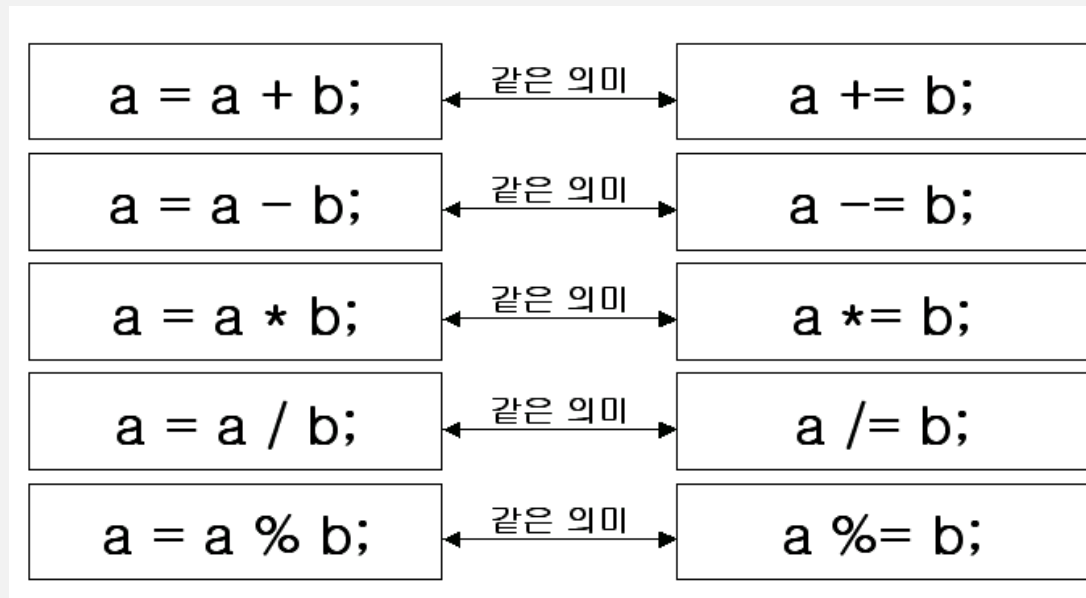 a = a + b; 같은 의미 a += b;
a = a - b; 같은 의미 a -= b;
a = a * b; 같은 의미 a *= b;
a = a / b; 같은 의미 a /= b;
a = a % b; 같은 의미 a %= b;